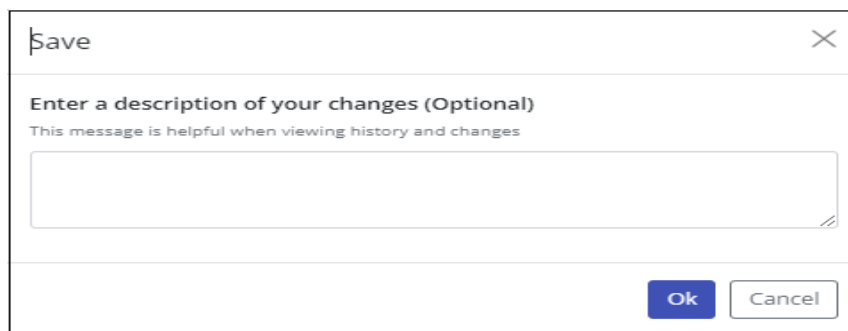 Save
Enter a description of your changes (Optional)
This message is helpful when viewing history and changes
Ok Cancel